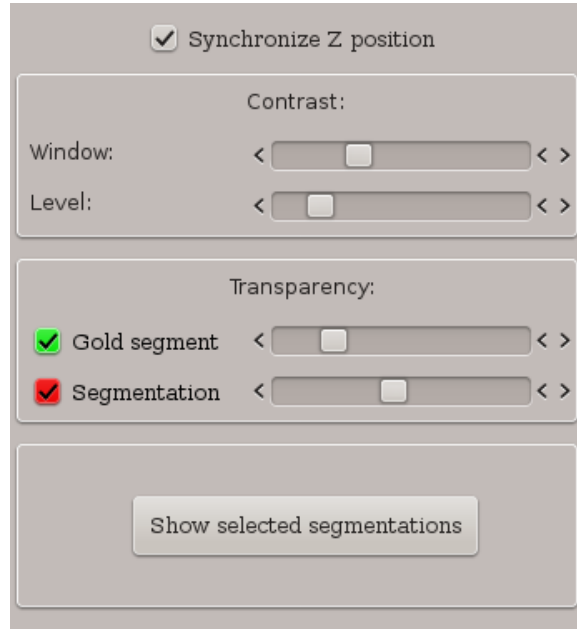 Synchronize Z position
Contrast:
Window: < < >
Level: < < >
Transparency:
Gold segment < < >
Segmentation < < >
Show selected segmentations